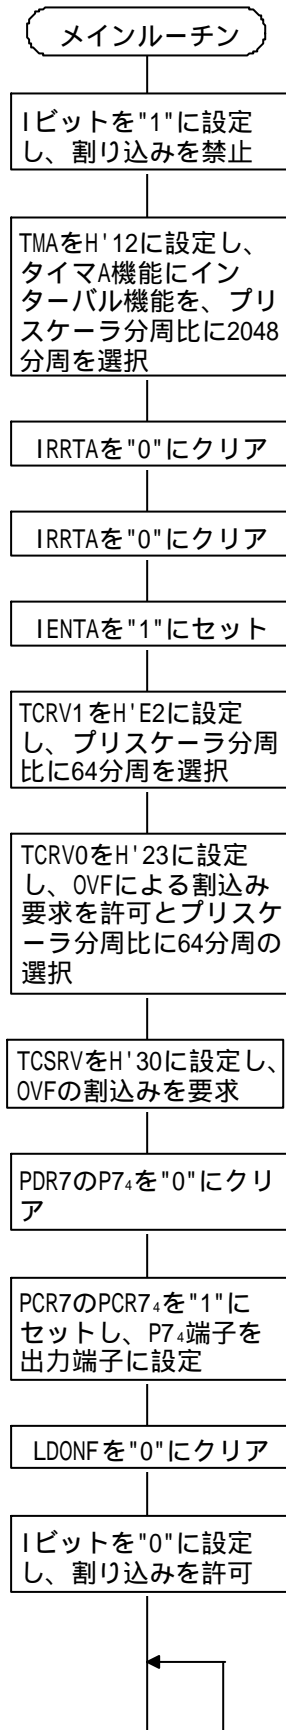 メインルーチン
Iビットを"1"に設定
し、割り込みを禁止
TMAをH'12に設定し、
タイマA機能にイン
ターバル機能を、プリ
スケーラ分周比に2048
分周を選択
IRRTAを"0"にクリア
IRRTAを"0"にクリア
IENTAを"1"にセット
TCRV1をH'E2に設定
し、プリスケーラ分周
比に64分周を選択
TCRV0をH'23に設定
し、OVFによる割込み
要求を許可とプリスケ
ーラ分周比に64分周の
選択
TCSRVをH'30に設定し、
OVFの割込みを要求
PDR7のP7₄を"0"にクリ
ア
PCR7のPCR7₄を"1"に
セットし、P7₄端子を
出力端子に設定
LDONFを"0"にクリア
Iビットを"0"に設定
し、割り込みを許可